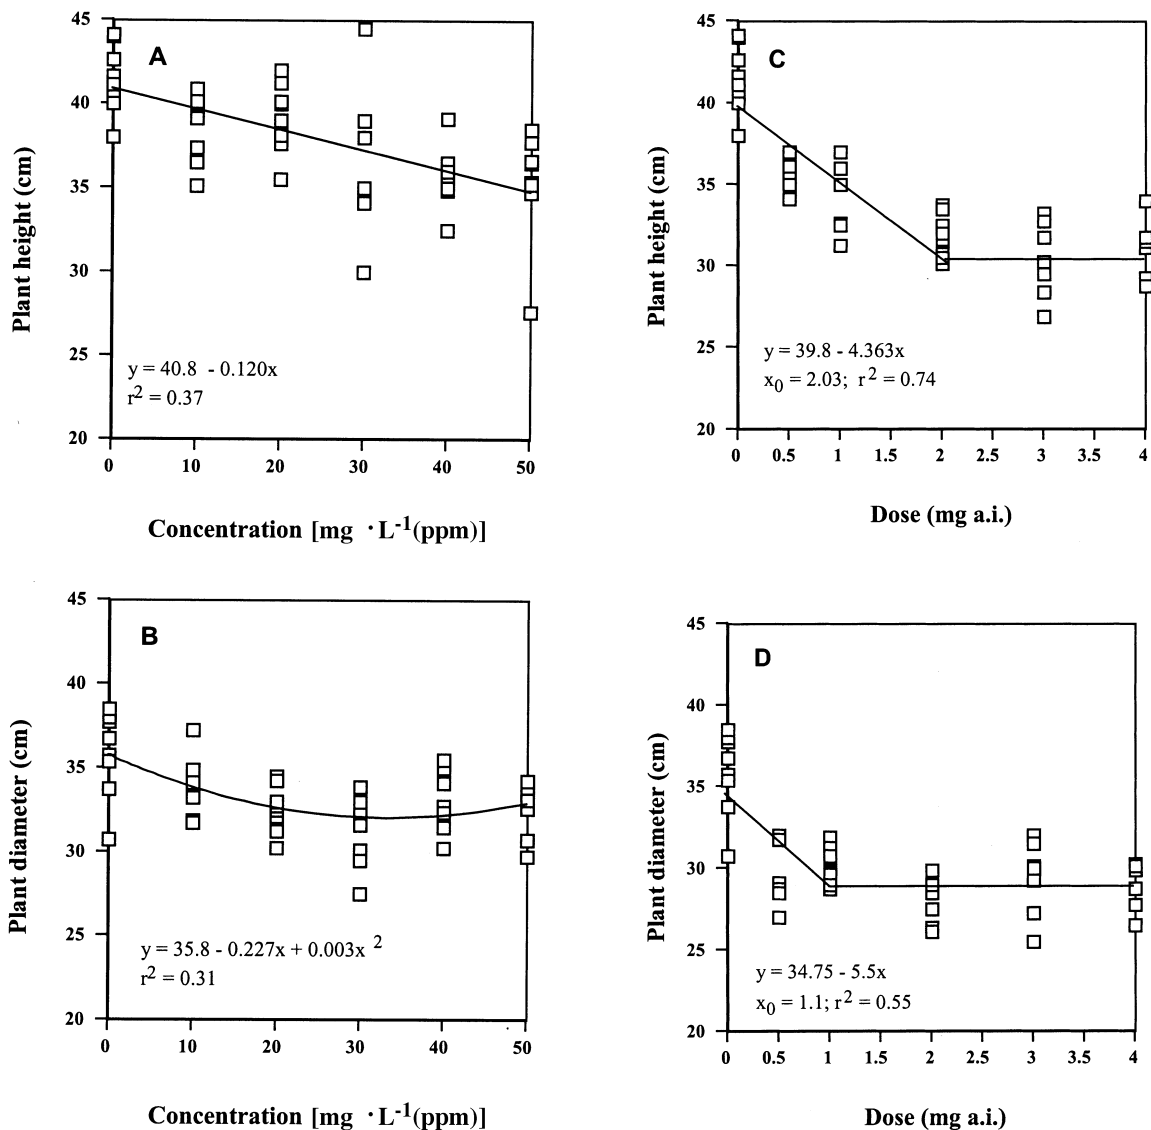 A
Plant height (cm)
45
40
35
30
25
20
y = 40.8 - 0.120x
r² = 0.37
0 10 20 30 40 50
Concentration [mg ·L⁻¹(ppm)]
C
Plant height (cm)
45
40
35
30
25
20
y = 39.8 - 4.363x
x₀ = 2.03; r² = 0.74
0 0.5 1 1.5 2 2.5 3 3.5 4
Dose (mg a.i.)
B
Plant diameter (cm)
45
40
35
30
25
20
y = 35.8 - 0.227x + 0.003x ²
r² = 0.31
0 10 20 30 40 50
Concentration [mg ·L⁻¹(ppm)]
D
Plant diameter (cm)
45
40
35
30
25
20
y = 34.75 - 5.5x
x₀ = 1.1; r² = 0.55
0 0.5 1 1.5 2 2.5 3 3.5 4
Dose (mg a.i.)